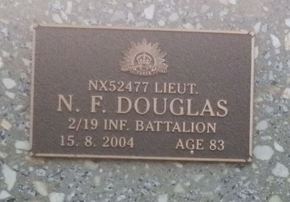 NX52477 LIEUT.
N. F. DOUGLAS
2/19 INF. BATTALION
15. 8. 2004 AGE 83